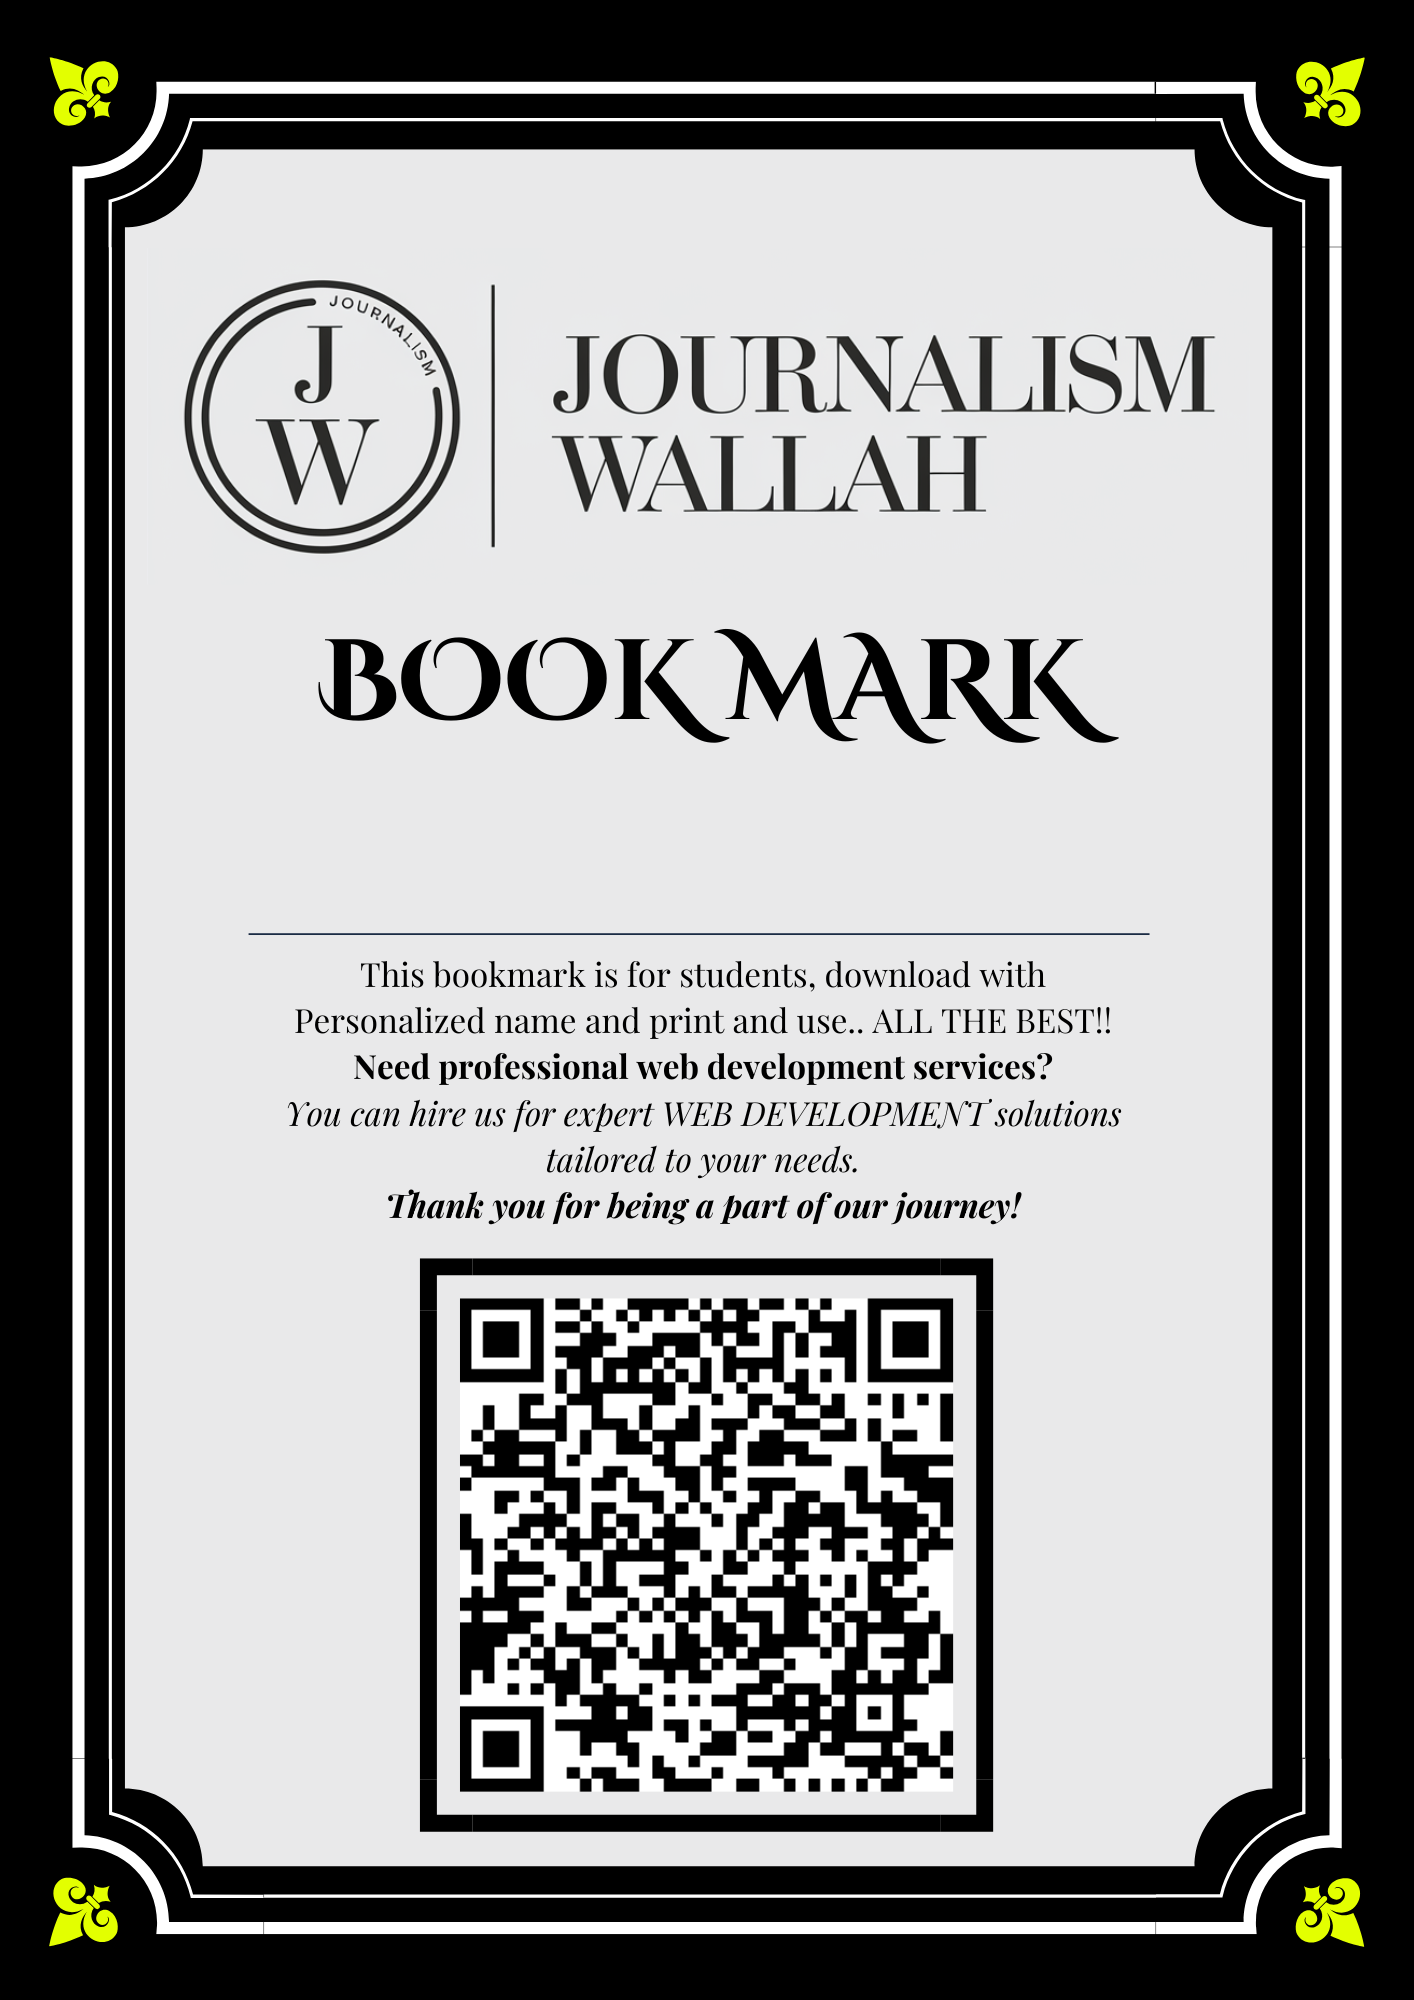 JOURNALISM
J
W
JOURNALISM
WALLAH
BOOK MARK
This bookmark is for students, download with
Personalized name and print and use.. ALL THE BEST!!
Need professional web development services?
You can hire us for expert WEB DEVELOPMENT solutions
tailored to your needs.
Thank you for being a part of our journey!